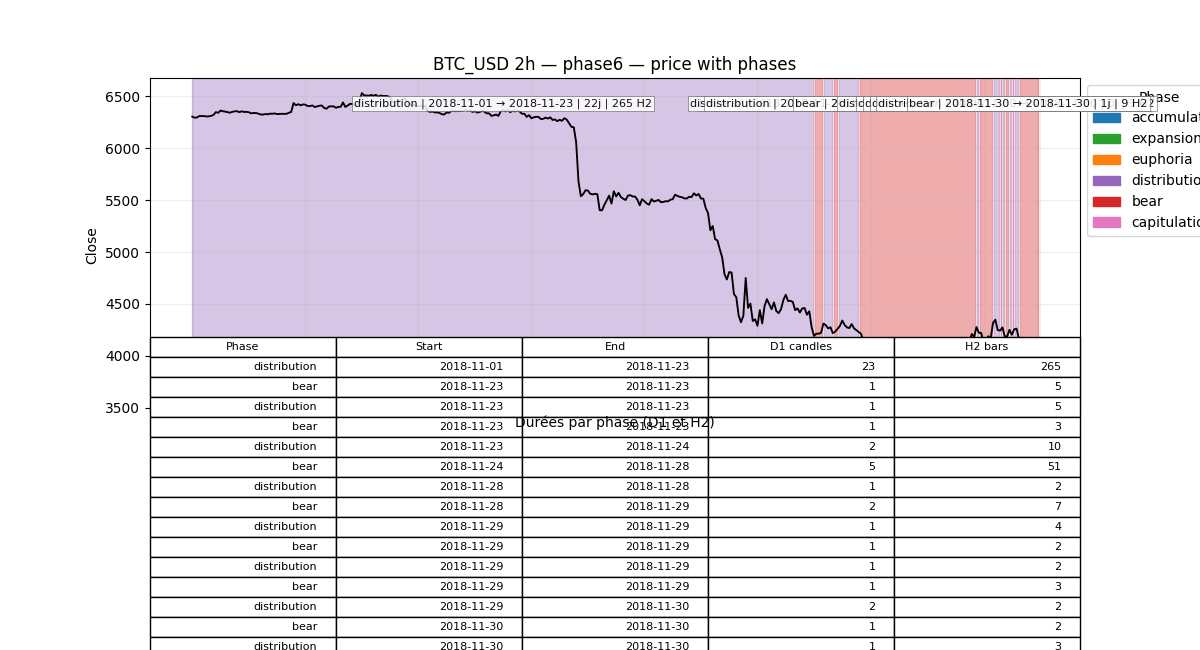 BTC_USD 2h — phase6 — price with phases
6500
distribution | 2018-11-01 → 2018-11-23 | 22j | 265 H2
distribution | 20
bear | 2
bear | 2018-11-30 → 2018-11-30 | 1j | 9 H2
Phase
accumulat
expansion
euphoria
distributio
bear
capitulatio
6000
5500
5000
4500
4000
3500
Close
Phase Start End D1 candles H2 bars
distribution 2018-11-01 2018-11-23 23 265
bear 2018-11-23 2018-11-23 1 5
distribution 2018-11-23 2018-11-23 1 5
Durées par phase (D1 et H2)
bear 2018-11-23 2018-11-23 1 3
distribution 2018-11-23 2018-11-24 2 10
bear 2018-11-24 2018-11-28 5 51
distribution 2018-11-28 2018-11-28 1 2
bear 2018-11-28 2018-11-29 2 7
distribution 2018-11-29 2018-11-29 1 4
bear 2018-11-29 2018-11-29 1 2
distribution 2018-11-29 2018-11-29 1 2
bear 2018-11-29 2018-11-29 1 3
distribution 2018-11-29 2018-11-30 2 2
bear 2018-11-30 2018-11-30 1 2
distribution 2018-11-30 2018-11-30 1 3